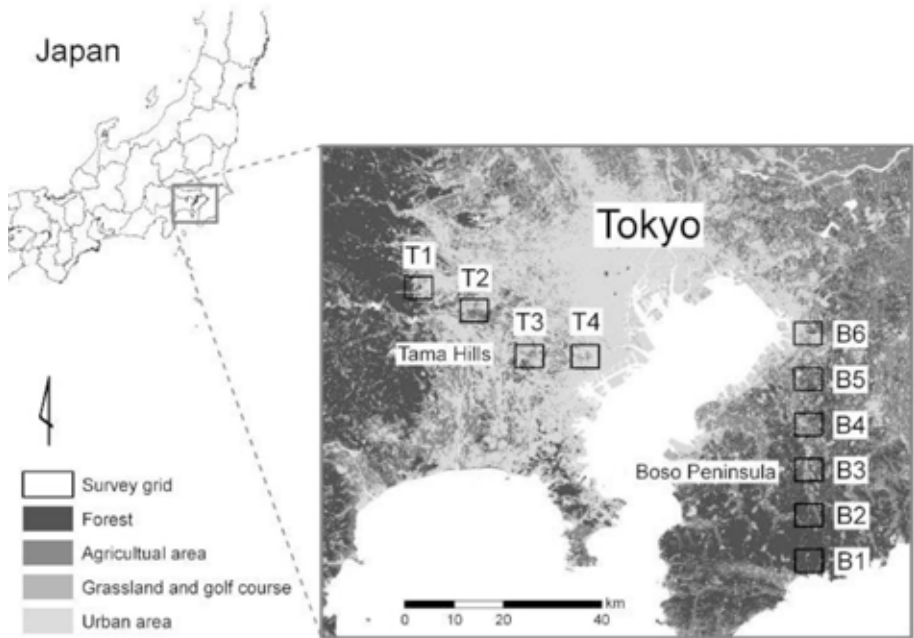 Japan
Tokyo
T1
T2
T3
T4
Tama Hills
B6
B5
B4
B3
Boso Peninsula
B2
B1
Survey grid
Forest
Agricultual area
Grassland and golf course
Urban area
km
0 10 20 40